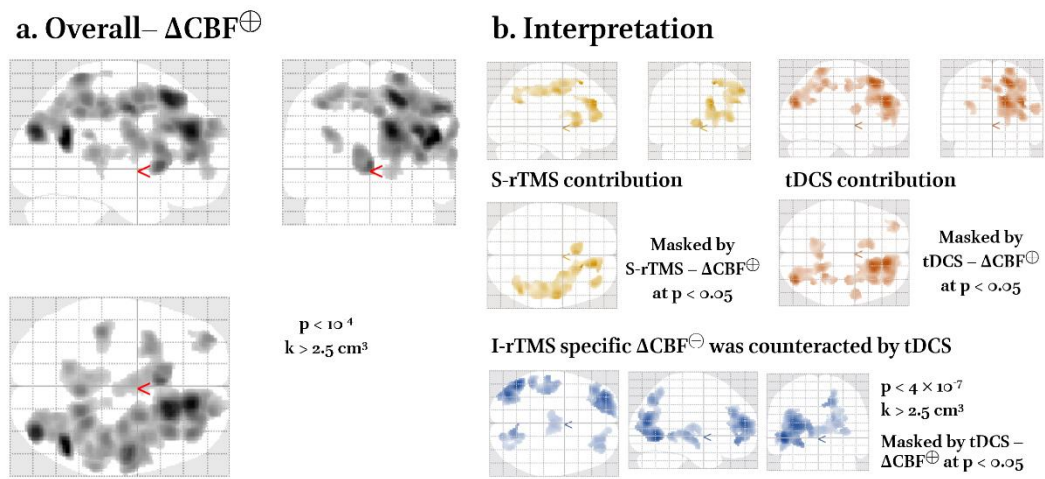 a. Overall– ΔCBF⊕
p < 10⁻⁴
k > 2.5 cm³
b. Interpretation
S-rTMS contribution
tDCS contribution
Masked by
S-rTMS – ΔCBF⊕
at p < 0.05
Masked by
tDCS – ΔCBF⊕
at p < 0.05
I-rTMS specific ΔCBF⊖ was counteracted by tDCS
p < 4 × 10⁻⁷
k > 2.5 cm³
Masked by tDCS –
ΔCBF⊕ at p < 0.05